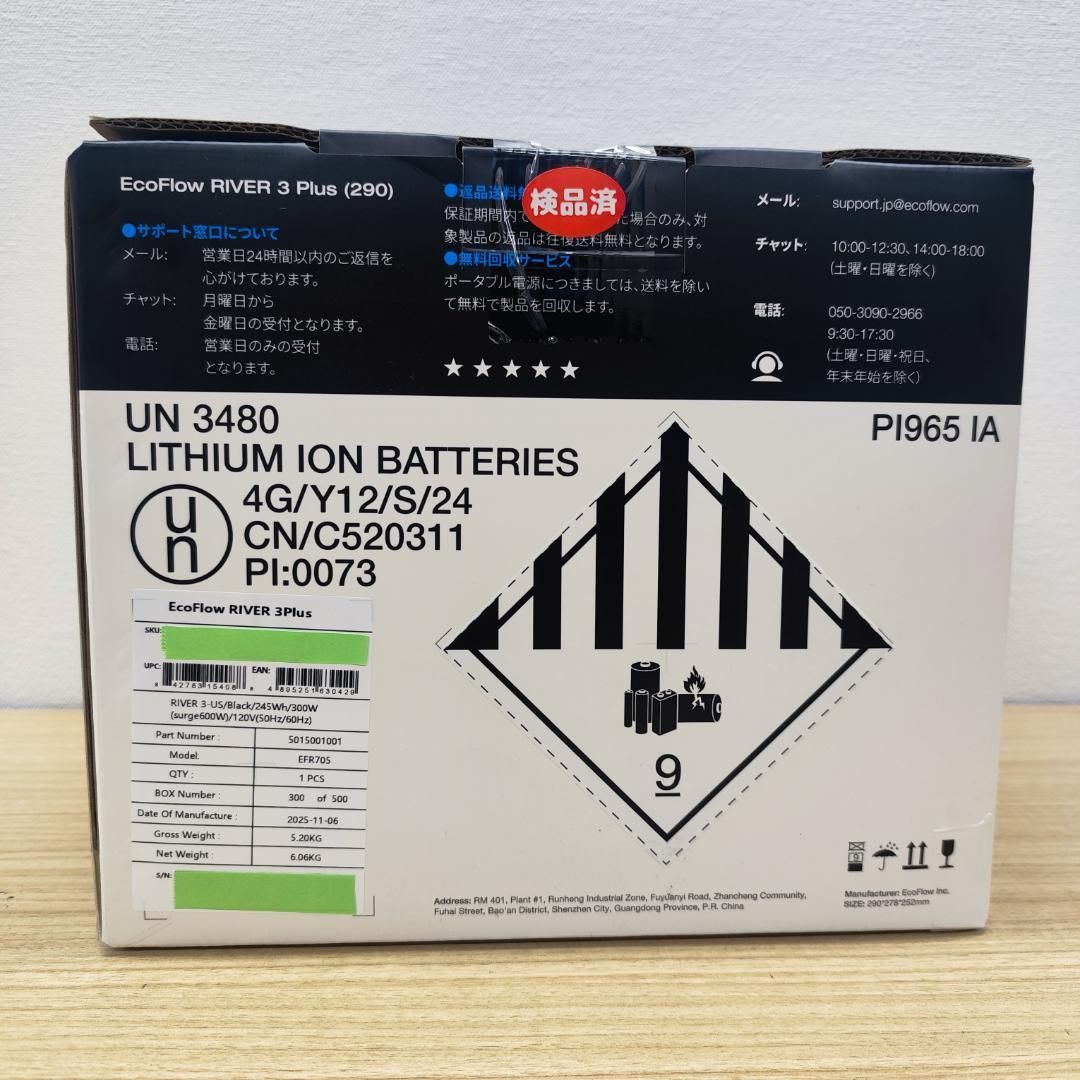 EcoFlow RIVER 3 Plus (290)
●サポート窓口について
メール: 営業日24時間以内のご返信を
心がけております。
チャット: 月曜日から
金曜日の受付となります。
電話: 営業日のみの受付
となります。
●返品送料無
検品済
保証期間内で た場合のみ、対
象製品の返品は往復送料無料となります。
●無料回収サービス
ポータブル電源につきましては、送料を除い
て無料で製品を回収します。
メール: support.jp@ecoflow.com
チャット: 10:00-12:30、14:00-18:00
(土曜・日曜を除く)
電話: 050-3090-2966
9:30-17:30
(土曜・日曜・祝日、
年末年始を除く)
UN 3480
LITHIUM ION BATTERIES
un
4G/Y12/S/24
CN/C520311
PI:0073
PI965 IA
EcoFlow RIVER 3Plus
SKU:
UPC: 8 42783 15408 8 EAN: 4 895251 630429
RIVER 3-US/Black/245Wh/300W
(surge600W)/120V(50Hz/60Hz)
Part Number : 5015001001
Model: EFR705
QTY : 1 PCS
BOX Number : 300 of 500
Date Of Manufacture : 2025-11-06
Gross Weight : 5.20KG
Net Weight : 6.06KG
S/N:
9
Address: RM 401, Plant #1, Runheng Industrial Zone, Fuyuanyi Road, Zhancheng Community,
Fuhai Street, Bao'an District, Shenzhen City, Guangdong Province, P.R. China
Manufacturer: EcoFlow Inc.
SIZE: 290*278*252mm